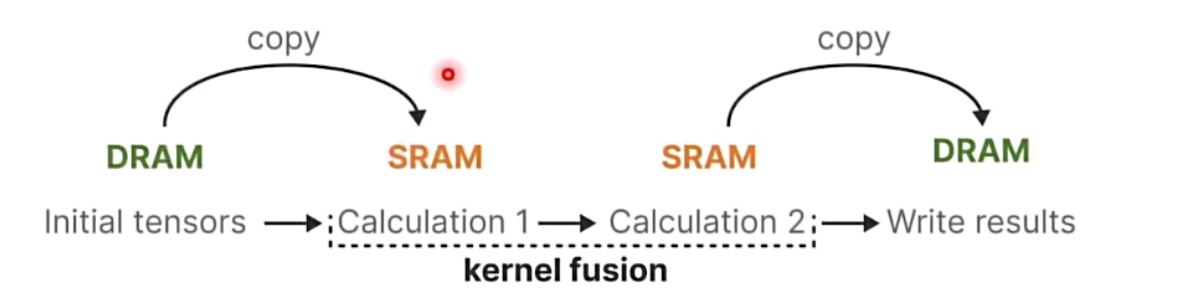 copy copy
DRAM SRAM SRAM DRAM
Initial tensors Calculation 1 Calculation 2 Write results
kernel fusion